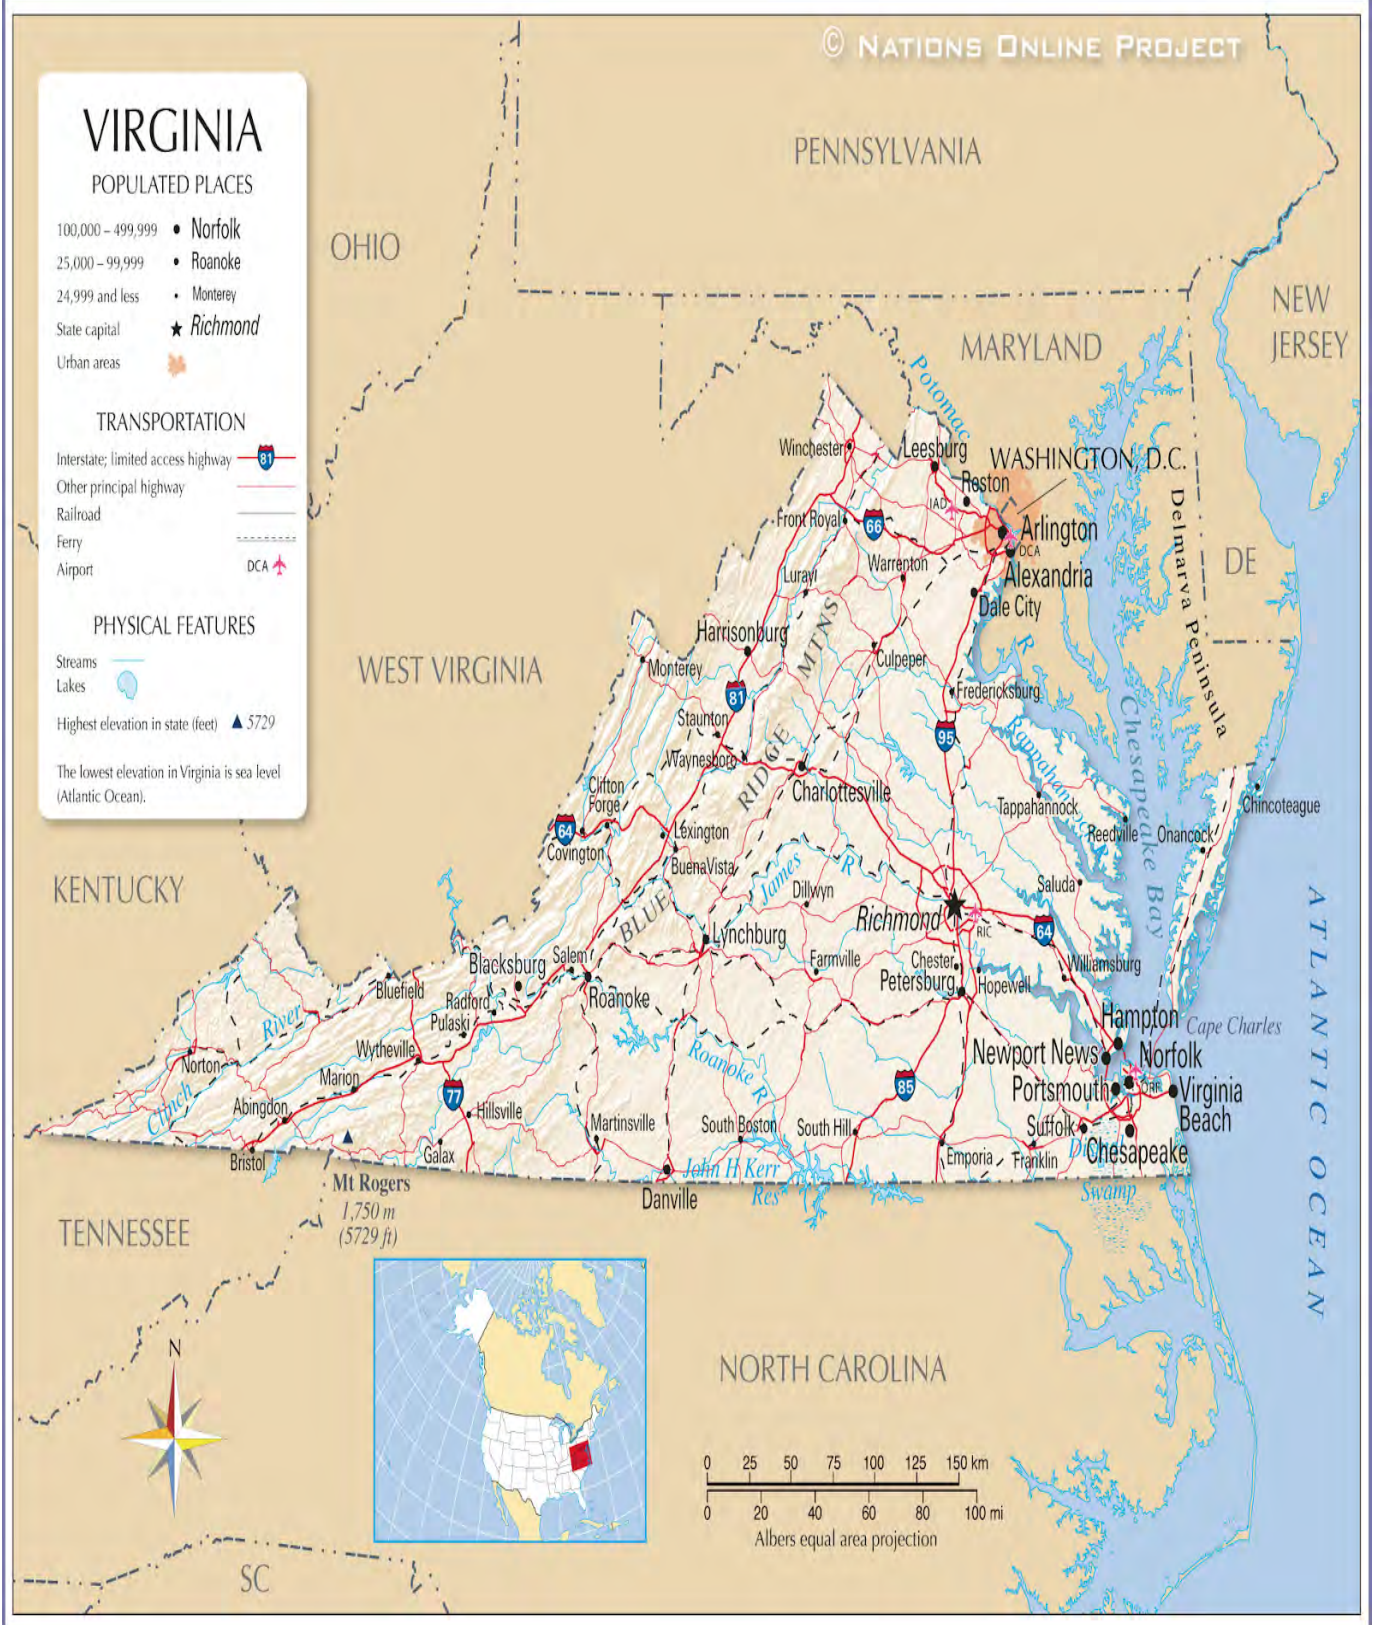 © NATIONS ONLINE PROJECT
VIRGINIA
POPULATED PLACES
100,000 – 499,999 Norfolk
25,000 – 99,999 Roanoke
24,999 and less Monterey
State capital Richmond
Urban areas
TRANSPORTATION
Interstate; limited access highway 81
Other principal highway
Railroad
Ferry
Airport DCA
PHYSICAL FEATURES
Streams
Lakes
Highest elevation in state (feet) 5729
The lowest elevation in Virginia is sea level
(Atlantic Ocean).
PENNSYLVANIA
OHIO
NEW
JERSEY
MARYLAND
Potomac
Winchester
Leesburg
WASHINGTON, D.C.
Reston
IAD
Front Royal
66
Arlington
DCA
Delmarva Peninsula
DE
Warrenton
Luray
Alexandria
Dale City
Harrisonburg
MTNS
R
WEST VIRGINIA
Monterey
Culpeper
81
Fredericksburg
Staunton
95
Rappahannock
Chesapeake Bay
Waynesboro
RIDGE
Clifton
Forge
Charlottesville
Tappahannock
Chincoteague
64
Lexington
Reedville
Onancock
Covington
BuenaVista
James
R
KENTUCKY
Dillwyn
Saluda
BLUE
Richmond
RIC
64
Lynchburg
ATLANTIC OCEAN
Blacksburg
Salem
Farmville
Chester
Williamsburg
Bluefield
Radford
Roanoke
Petersburg
Hopewell
River
Pulaski
Hampton
Cape Charles
Norton
Wytheville
Roanoke R
Newport News
Norfolk
Marion
77
85
Portsmouth
ORF
Virginia
Beach
Clinch
Abingdon
Hillsville
Martinsville
South Boston
South Hill
Suffolk
Bristol
Galax
John H Kerr
Res
Emporia
Franklin
Chesapeake
Mt Rogers
1,750 m
(5729 ft)
Danville
Swamp
TENNESSEE
N
NORTH CAROLINA
0 25 50 75 100 125 150 km
0 20 40 60 80 100 mi
Albers equal area projection
SC